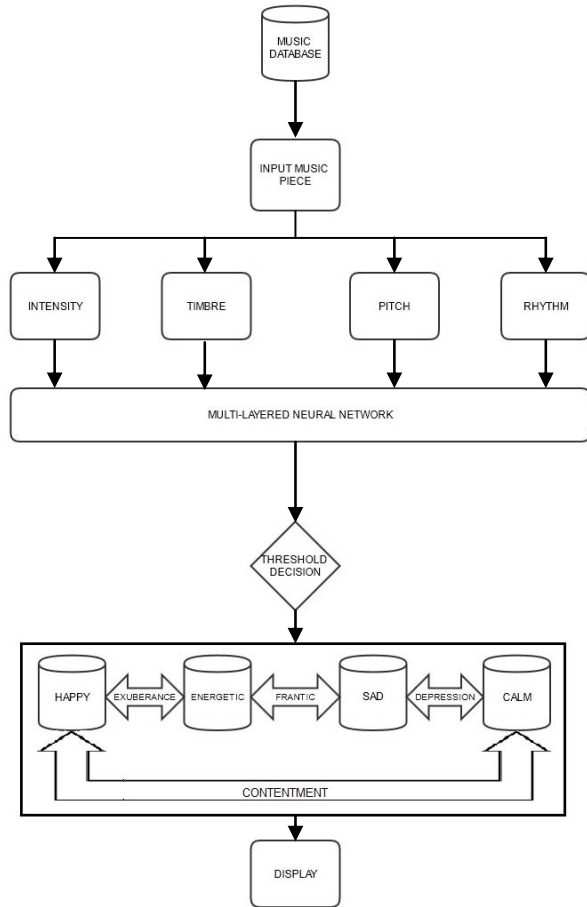 MUSIC
DATABASE
INPUT MUSIC
PIECE
INTENSITY
TIMBRE
PITCH
RHYTHM
MULTI-LAYERED NEURAL NETWORK
THRESHOLD
DECISION
HAPPY
EXUBERANCE
ENERGETIC
FRANTIC
SAD
DEPRESSION
CALM
CONTENTMENT
DISPLAY